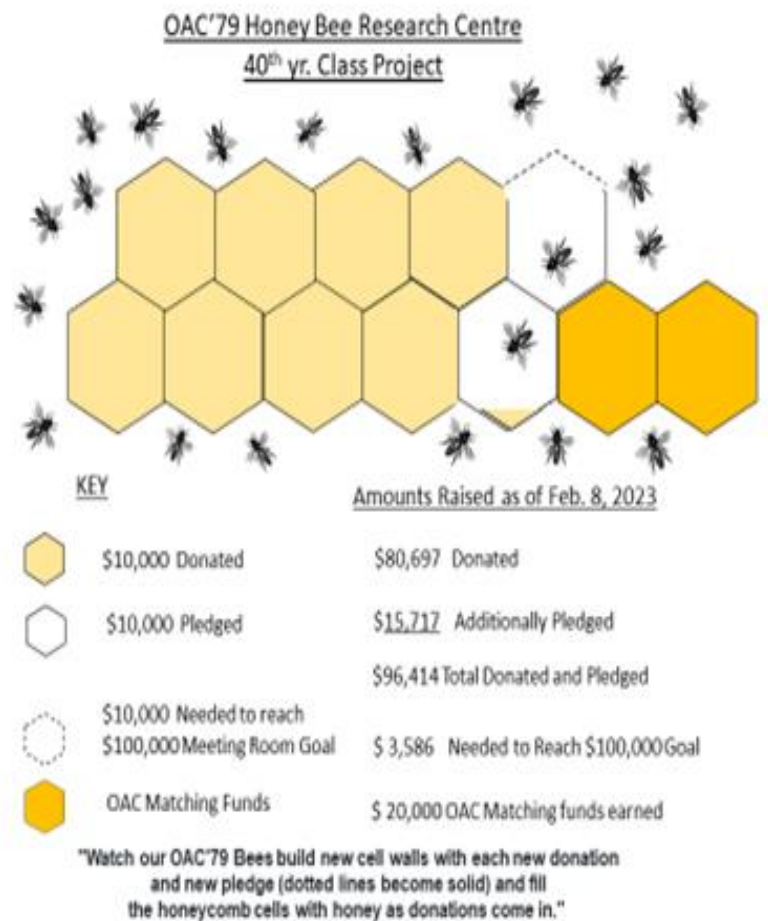 OAC'79 Honey Bee Research Centre
40th yr. Class Project
KEY
Amounts Raised as of Feb. 8, 2023
$10,000 Donated
$80,697 Donated
$10,000 Pledged
$15,717 Additionally Pledged
$96,414 Total Donated and Pledged
$10,000 Needed to reach
$100,000 Meeting Room Goal
$ 3,586 Needed to Reach $100,000 Goal
OAC Matching Funds
$ 20,000 OAC Matching funds earned
"Watch our OAC'79 Bees build new cell walls with each new donation
and new pledge (dotted lines become solid) and fill
the honeycomb cells with honey as donations come in."